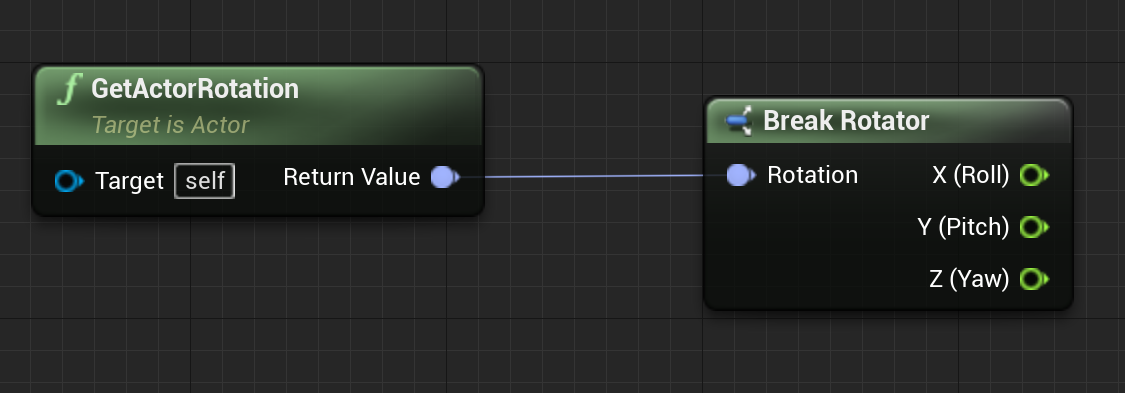 GetActorRotation
Target is Actor
Target self Return Value
Break Rotator
Rotation X (Roll)
Y (Pitch)
Z (Yaw)